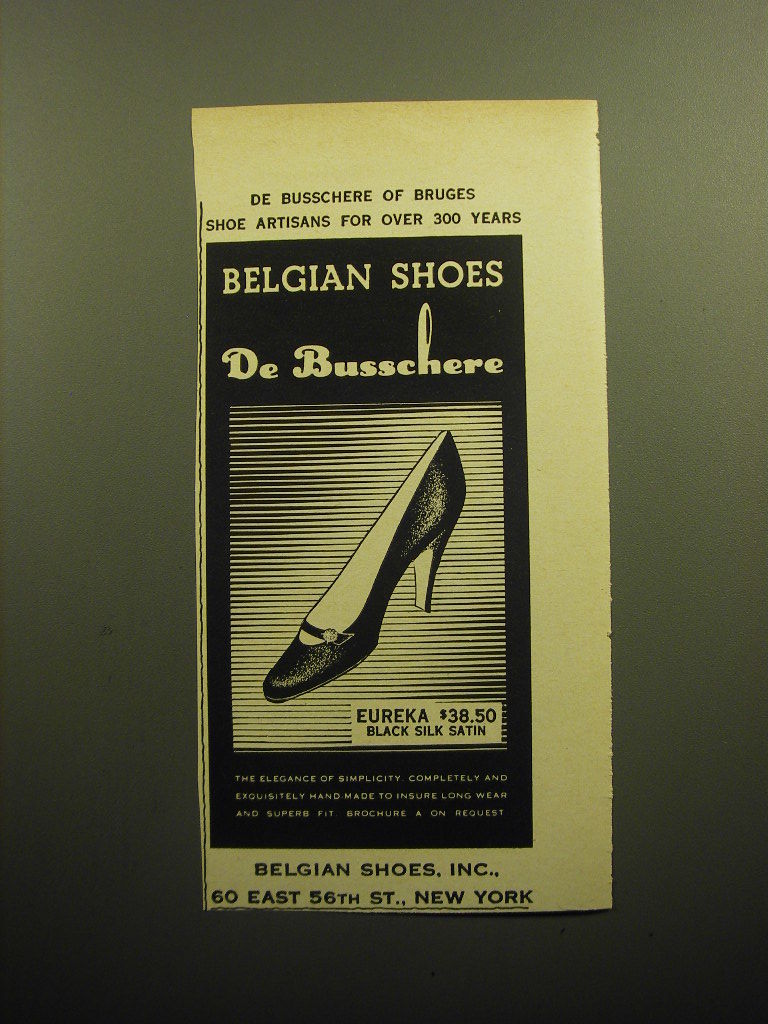 DE BUSSCHERE OF BRUGES
SHOE ARTISANS FOR OVER 300 YEARS
BELGIAN SHOES
De Busschere
EUREKA $38.50
BLACK SILK SATIN
THE ELEGANCE OF SIMPLICITY. COMPLETELY AND
EXQUISITELY HAND-MADE TO INSURE LONG WEAR
AND SUPERB FIT. BROCHURE A ON REQUEST
BELGIAN SHOES, INC.,
60 EAST 56TH ST., NEW YORK